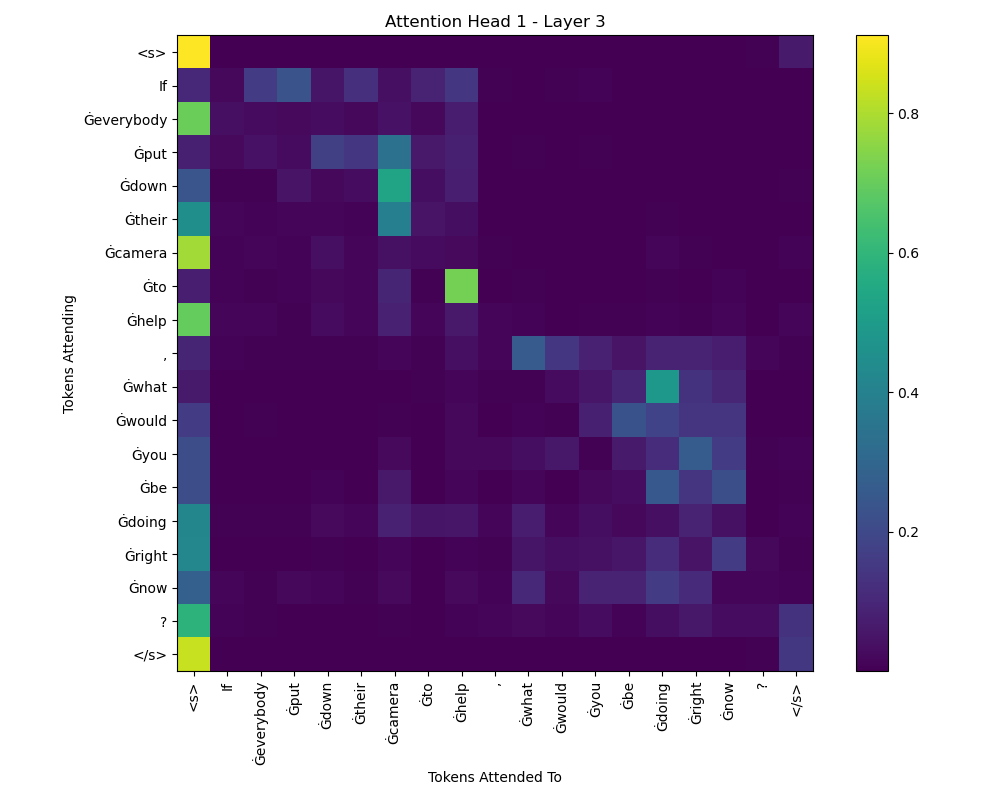 Attention Head 1 - Layer 3
Tokens Attending
<s>
If
Ġeverybody
Ġput
Ġdown
Ġtheir
Ġcamera
Ġto
Ġhelp
,
Ġwhat
Ġwould
Ġyou
Ġbe
Ġdoing
Ġright
Ġnow
?
</s>
<s>
If
Ġeverybody
Ġput
Ġdown
Ġtheir
Ġcamera
Ġto
Ġhelp
,
Ġwhat
Ġwould
Ġyou
Ġbe
Ġdoing
Ġright
Ġnow
?
</s>
Tokens Attended To
0.8
0.6
0.4
0.2